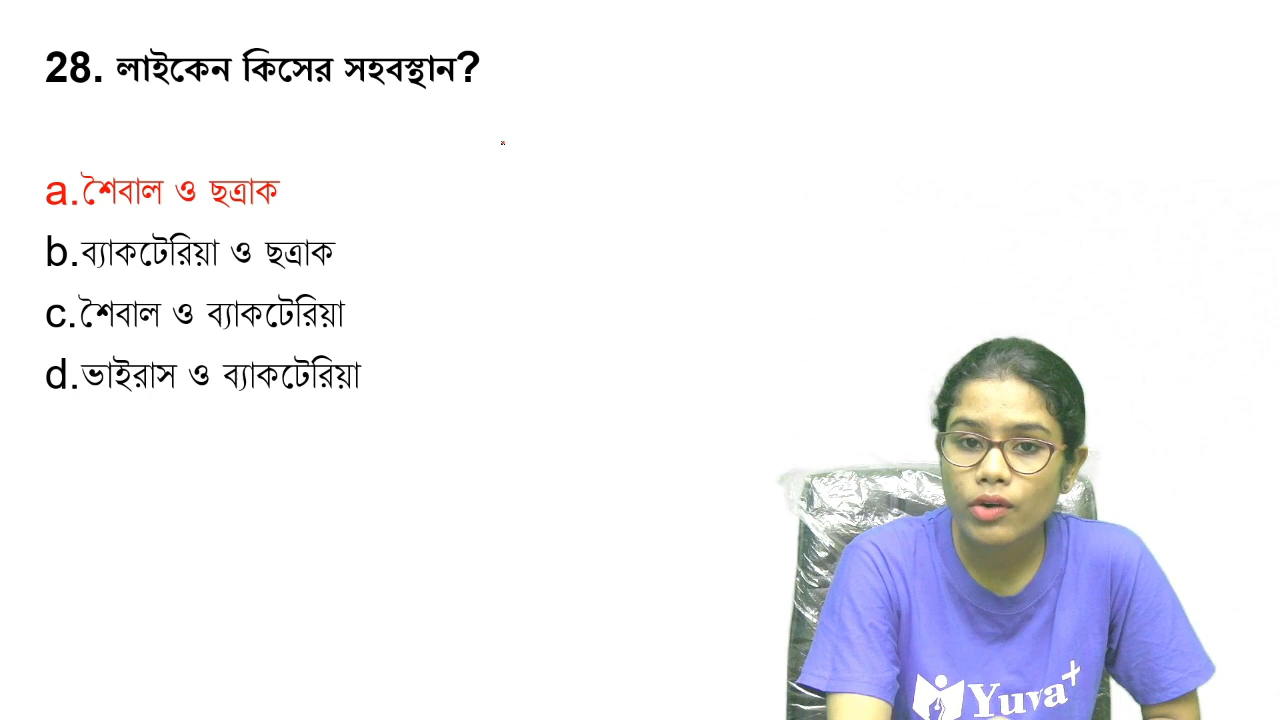 28. লাইকেন কিসের সহবস্থান?
a.শৈবাল ও ছত্রাক
b.ব্যাকটেরিয়া ও ছত্রাক
c.শৈবাল ও ব্যাকটেরিয়া
d.ভাইরাস ও ব্যাকটেরিয়া
Yuva+